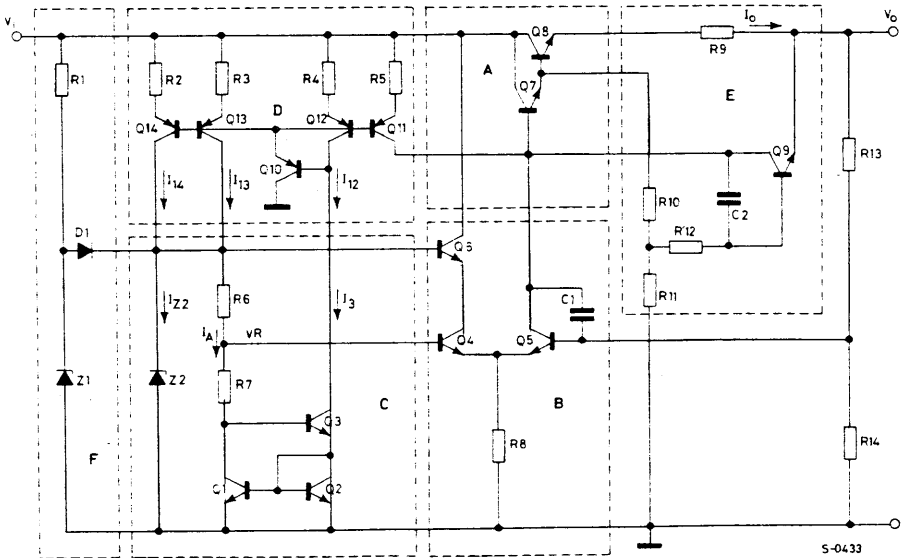 Vi
Io
Vo
Q8
R9
R1
R2
R3
R4
R5
A
E
Q7
D
Q14
Q13
Q12
Q11
Q9
R13
Q10
I14
I13
I12
R10
C2
D1
Q6
R12
IZ2
R6
I3
C1
R11
IA
VR
Q4
Q5
Z1
Z2
R7
C
B
Q3
R8
R14
F
Q1
Q2
S-0433